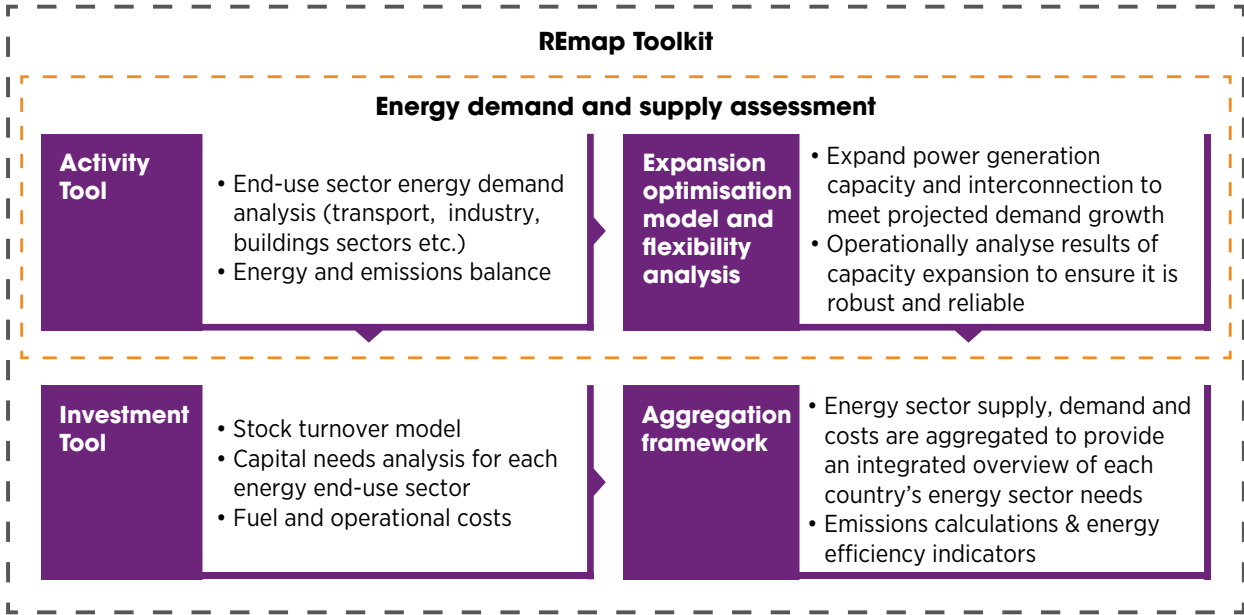 REmap Toolkit
Energy demand and supply assessment
Activity
Tool
• End-use sector energy demand
analysis (transport, industry,
buildings sectors etc.)
• Energy and emissions balance
Expansion
optimisation
model and
flexibility
analysis
• Expand power generation
capacity and interconnection to
meet projected demand growth
• Operationally analyse results of
capacity expansion to ensure it is
robust and reliable
Investment
Tool
• Stock turnover model
• Capital needs analysis for each
energy end-use sector
• Fuel and operational costs
Aggregation
framework
• Energy sector supply, demand and
costs are aggregated to provide
an integrated overview of each
country's energy sector needs
• Emissions calculations & energy
efficiency indicators